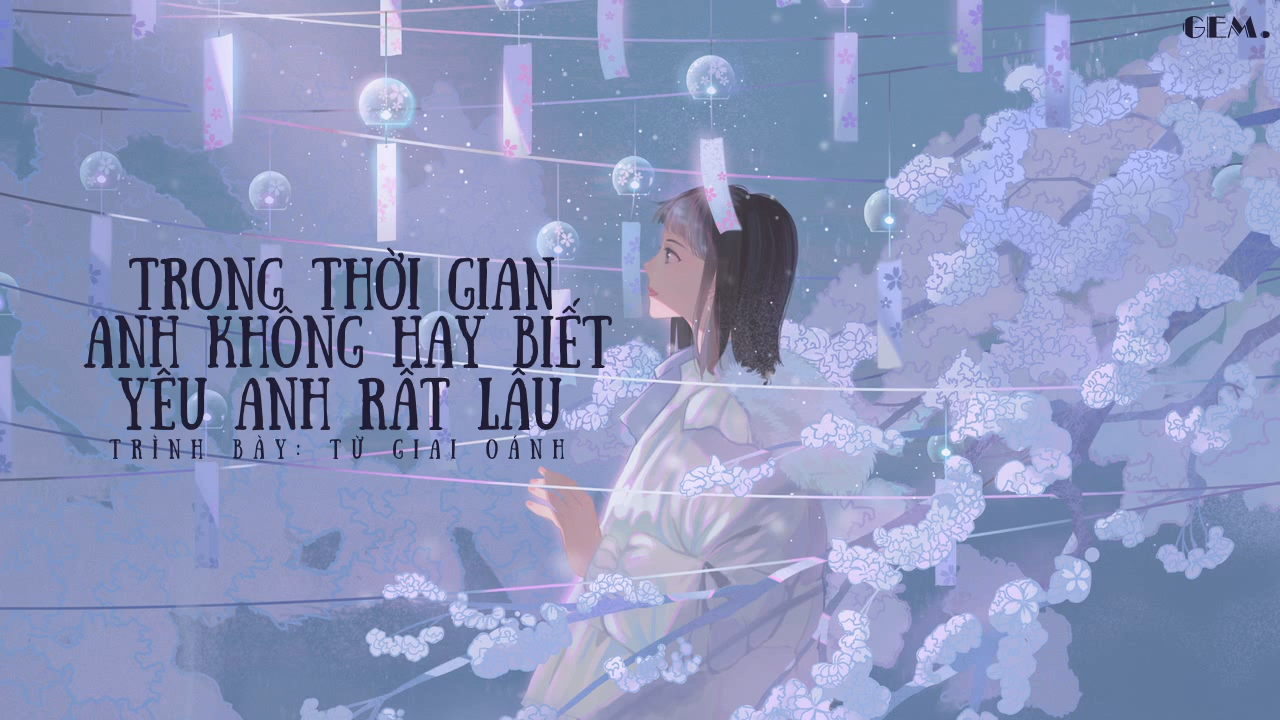 GEM.
TRONG THỜI GIAN
ANH KHÔNG HAY BIẾT
YÊU ANH RẤT LÂU
TRÌNH BÀY: TỪ GIAI OÁNH